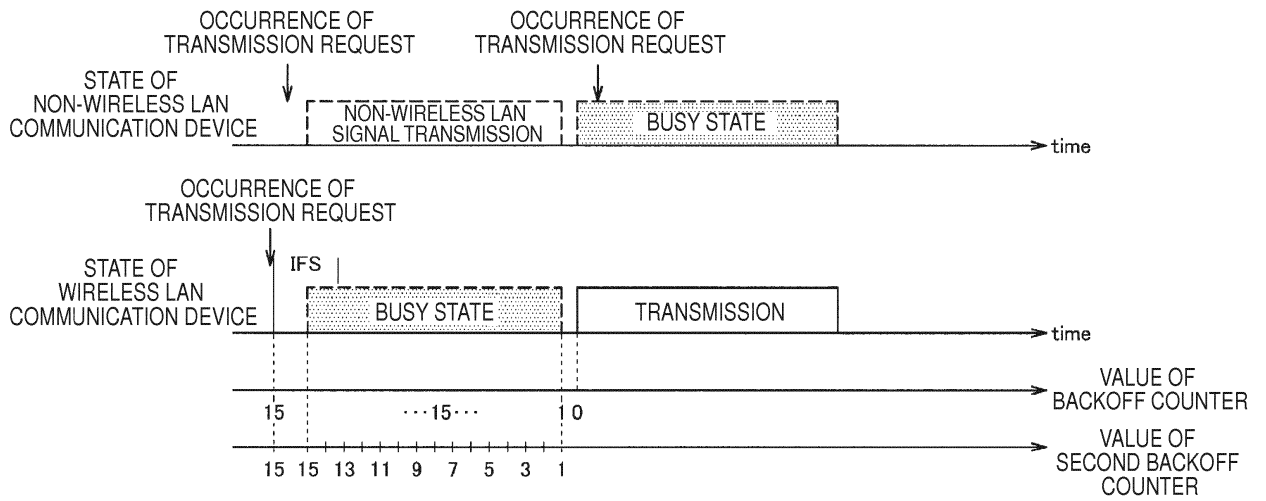 OCCURRENCE OF
TRANSMISSION REQUEST
OCCURRENCE OF
TRANSMISSION REQUEST
STATE OF
NON-WIRELESS LAN
COMMUNICATION DEVICE
NON-WIRELESS LAN
SIGNAL TRANSMISSION
BUSY STATE
time
OCCURRENCE OF
TRANSMISSION REQUEST
IFS
STATE OF
WIRELESS LAN
COMMUNICATION DEVICE
BUSY STATE
TRANSMISSION
time
15 ···15··· 1 0
VALUE OF
BACKOFF COUNTER
15 15 13 11 9 7 5 3 1
VALUE OF
SECOND BACKOFF
COUNTER